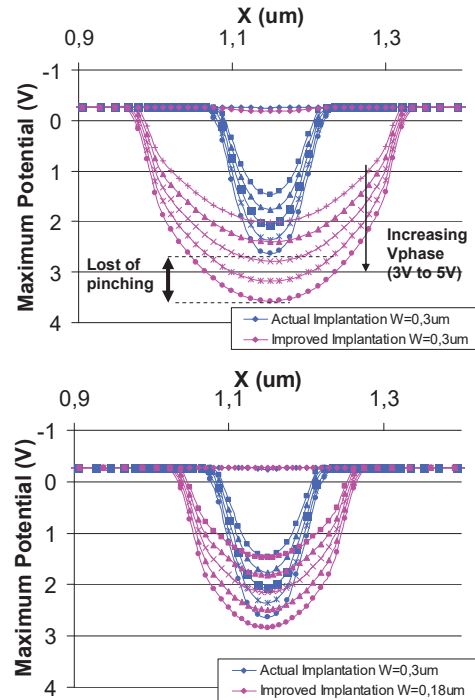 X (um)
0,9
1,1
1,3
-1
0
1
2
3
4
Maximum Potential (V)
Lost of
pinching
Increasing
Vphase
(3V to 5V)
Actual Implantation W=0,3um
Improved Implantation W=0,3um
X (um)
0,9
1,1
1,3
-1
0
1
2
3
4
Maximum Potential (V)
Actual Implantation W=0,3um
Improved Implantation W=0,18um